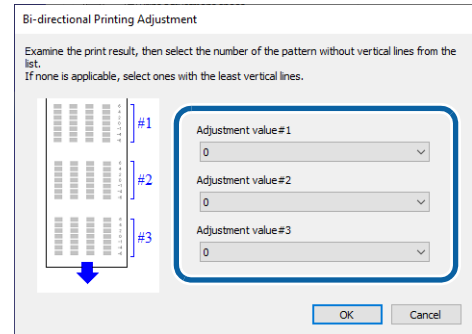 Bi-directional Printing Adjustment
Examine the print result, then select the number of the pattern without vertical lines from the
list.
If none is applicable, select ones with the least vertical lines.
#1
#2
#3
Adjustment value#1
0
Adjustment value#2
0
Adjustment value#3
0
OK
Cancel